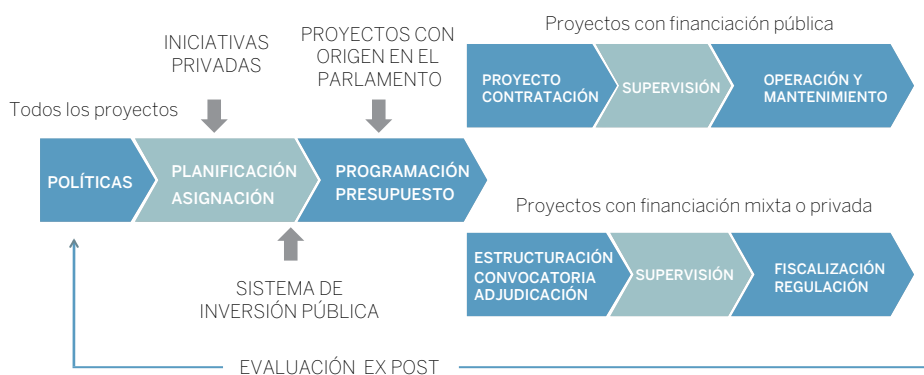 INICIATIVAS
PRIVADAS
PROYECTOS CON
ORIGEN EN EL
PARLAMENTO
Todos los proyectos
POLÍTICAS
PLANIFICACIÓN
ASIGNACIÓN
PROGRAMACIÓN
PRESUPUESTO
SISTEMA DE
INVERSIÓN PÚBLICA
Proyectos con financiación pública
PROYECTO
CONTRATACIÓN
SUPERVISIÓN
OPERACIÓN Y
MANTENIMIENTO
Proyectos con financiación mixta o privada
ESTRUCTURACIÓN
CONVOCATORIA
ADJUDICACIÓN
SUPERVISIÓN
FISCALIZACIÓN
REGULACIÓN
EVALUACIÓN EX POST